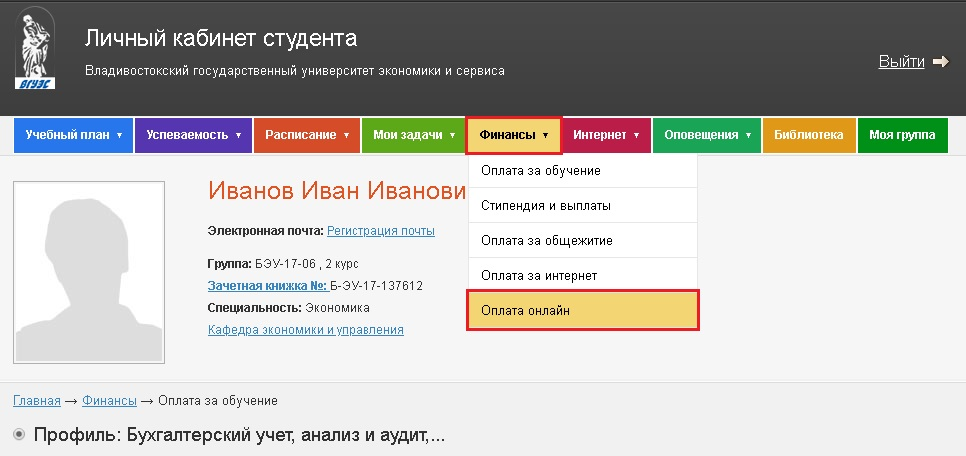 Личный кабинет студента
Владивостокский государственный университет экономики и сервиса
ВГУЭС
Выйти
Учебный план ▼ Успеваемость ▼ Расписание ▼ Мои задачи ▼ Финансы ▼ Интернет ▼ Оповещения ▼ Библиотека Моя группа
Оплата за обучение
Стипендия и выплаты
Оплата за общежитие
Оплата за интернет
Оплата онлайн
Иванов Иван Иванови
Электронная почта: Регистрация почты
Группа: БЭУ-17-06 , 2 курс
Зачетная книжка №: Б-ЭУ-17-137612
Специальность: Экономика
Кафедра экономики и управления
Главная → Финансы → Оплата за обучение
Профиль: Бухгалтерский учет, анализ и аудит,...